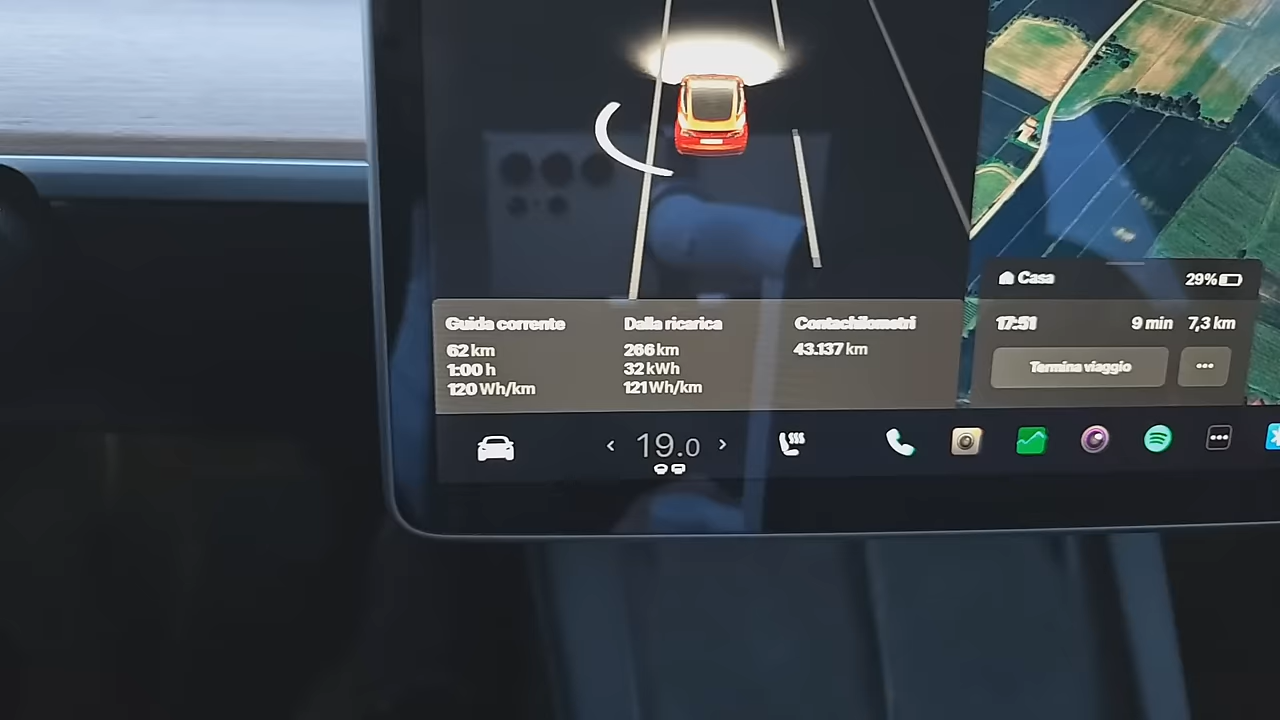 Guida corrente
62 km
1:00 h
120 Wh/km
Dalla ricarica
266 km
32 kWh
121 Wh/km
Contachilometri
43.137 km
Casa
29%
17:51
9 min
7,3 km
Termina viaggio
19.0